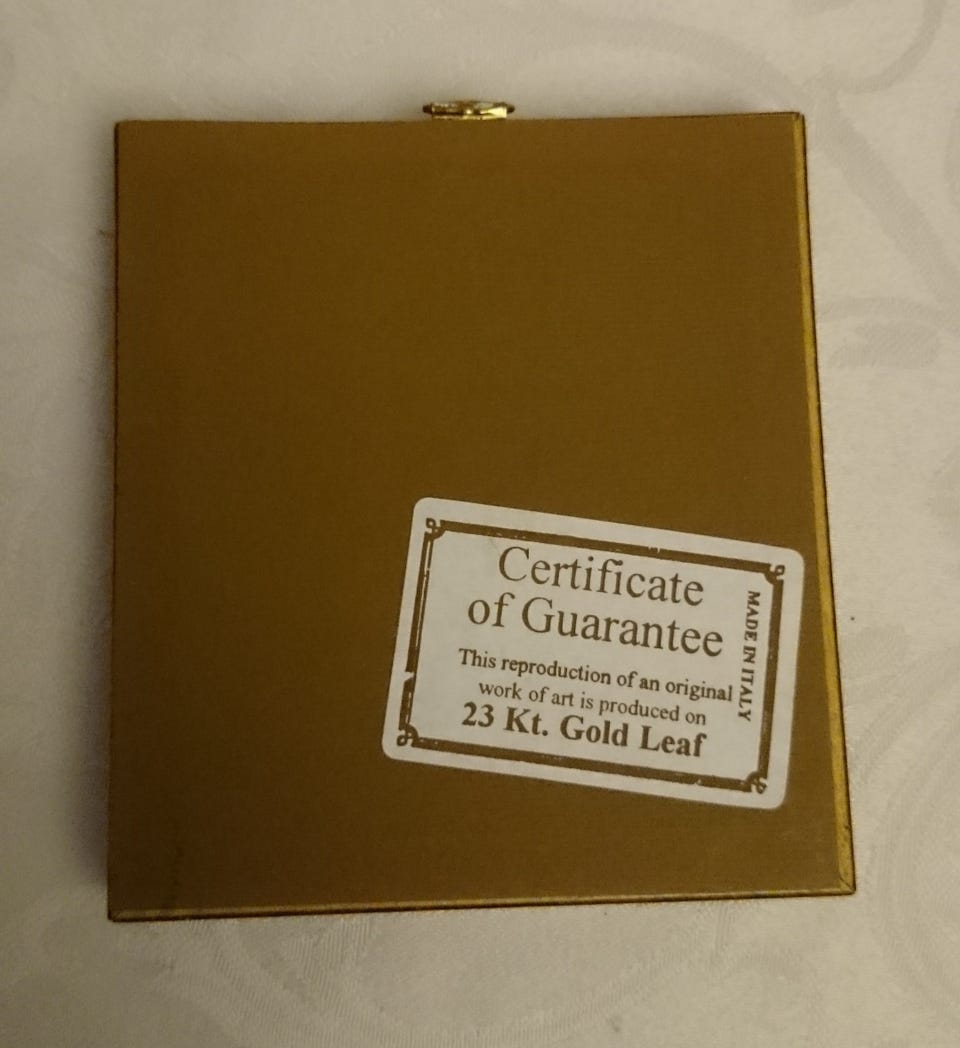 Certificate
of Guarantee
This reproduction of an original
work of art is produced on
23 Kt. Gold Leaf
MADE IN ITALY